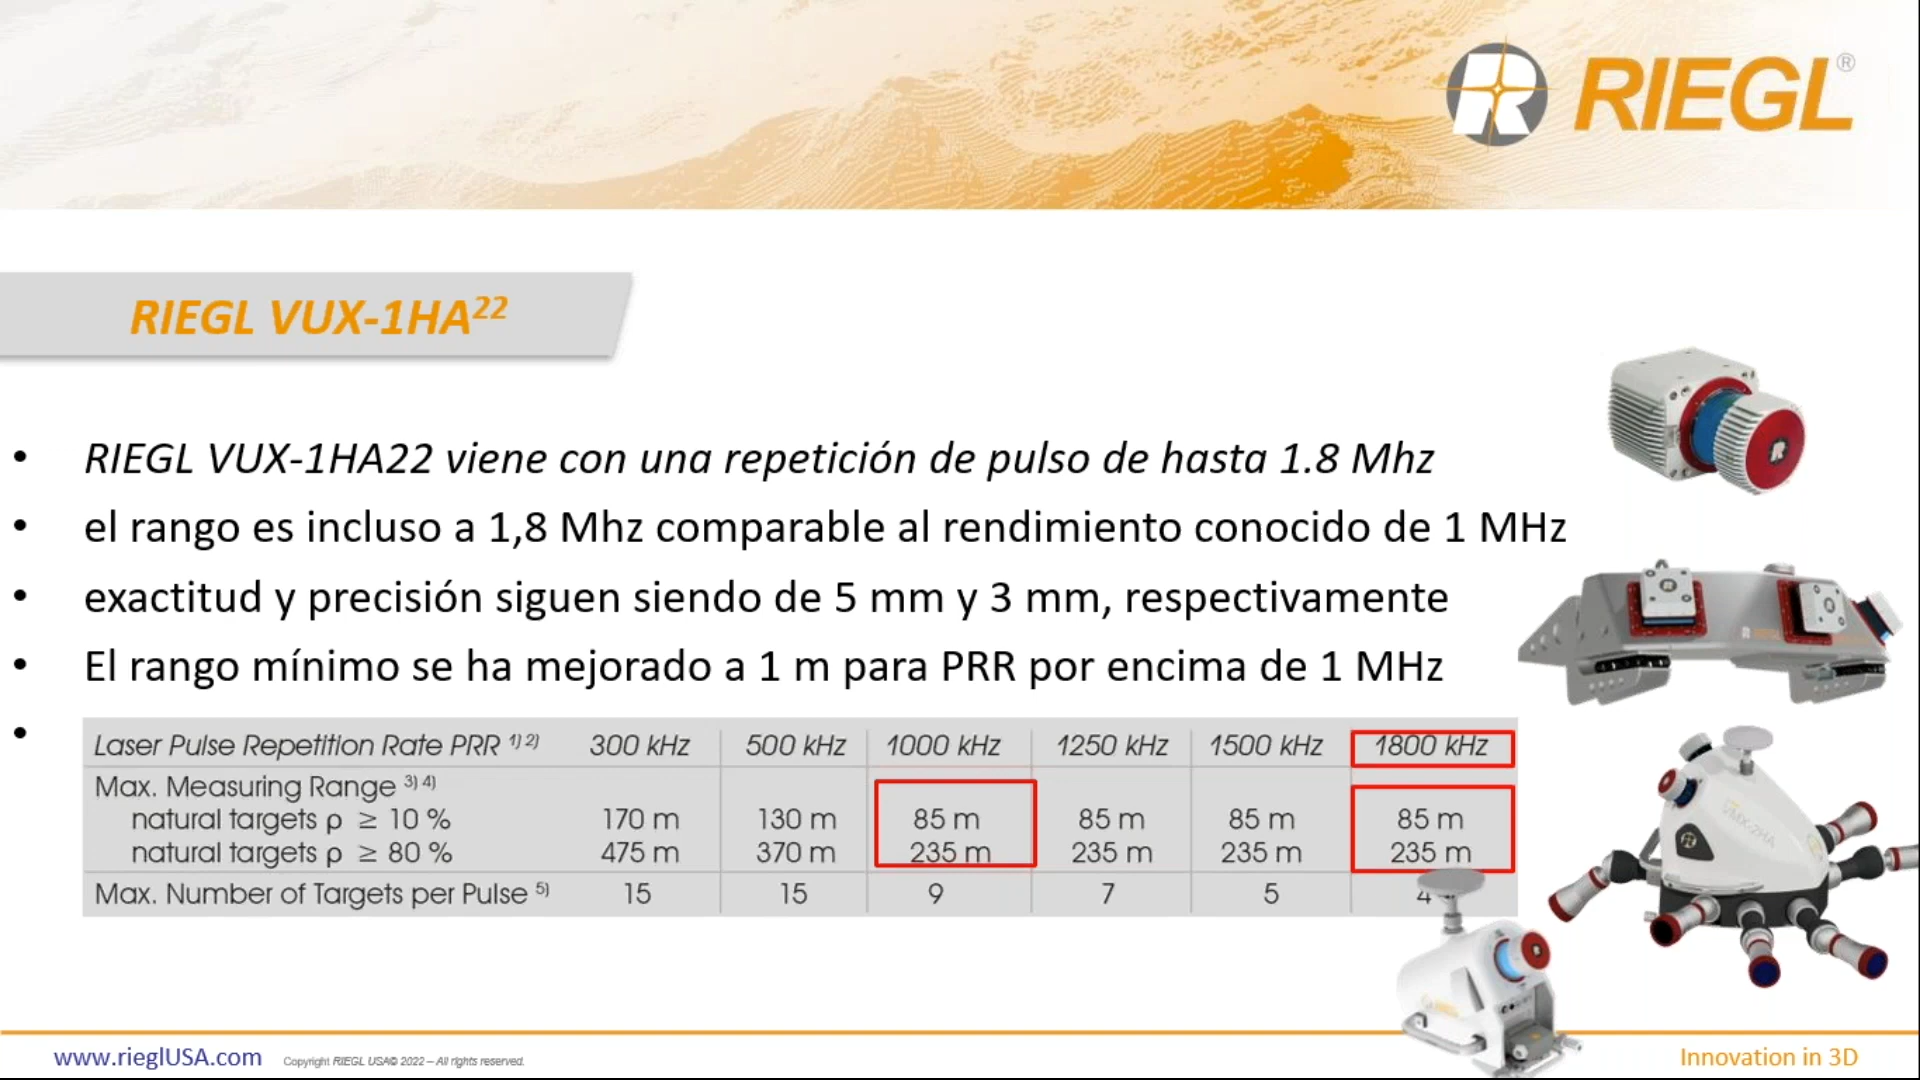 RIEGL®
RIEGL VUX-1HA22
• RIEGL VUX-1HA22 viene con una repetición de pulso de hasta 1.8 Mhz
• el rango es incluso a 1,8 Mhz comparable al rendimiento conocido de 1 MHz
• exactitud y precisión siguen siendo de 5 mm y 3 mm, respectivamente
• El rango mínimo se ha mejorado a 1 m para PRR por encima de 1 MHz
•
Laser Pulse Repetition Rate PRR 1) 2) 300 kHz 500 kHz 1000 kHz 1250 kHz 1500 kHz 1800 kHz
Max. Measuring Range 3) 4)
natural targets ρ ≥ 10 % 170 m 130 m 85 m 85 m 85 m 85 m
natural targets ρ ≥ 80 % 475 m 370 m 235 m 235 m 235 m 235 m
Max. Number of Targets per Pulse 5) 15 15 9 7 5 4
VMX-2HA
www.rieglUSA.com Copyright RIEGL USA© 2022 – All rights reserved. Innovation in 3D